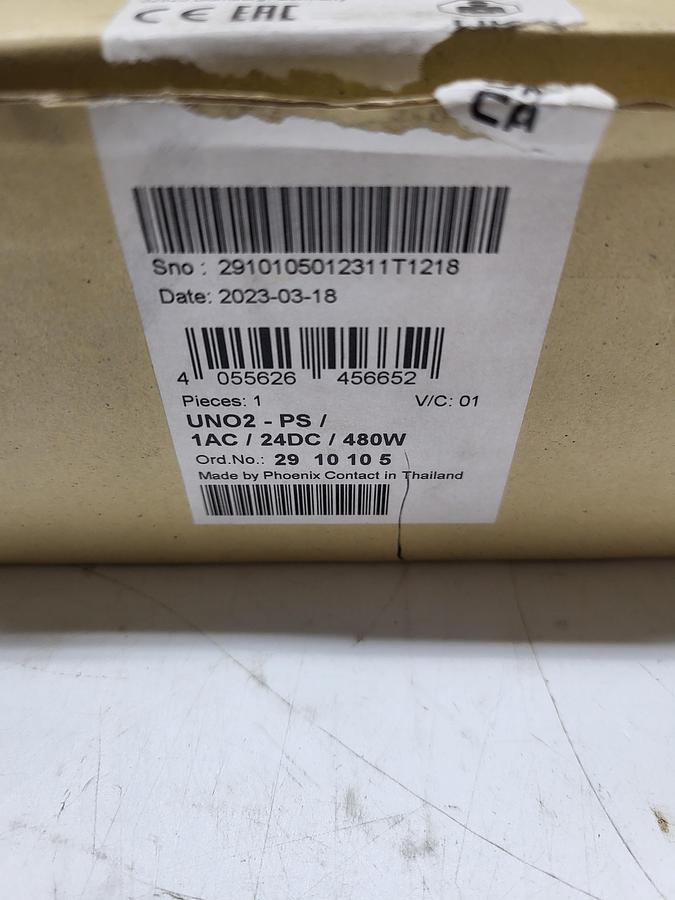 CE EAC
CA
Sno : 2910105012311T1218
Date: 2023-03-18
4 055626 456652
Pieces: 1 V/C: 01
UNO2 - PS /
1AC / 24DC / 480W
Ord.No.: 29 10 10 5
Made by Phoenix Contact in Thailand